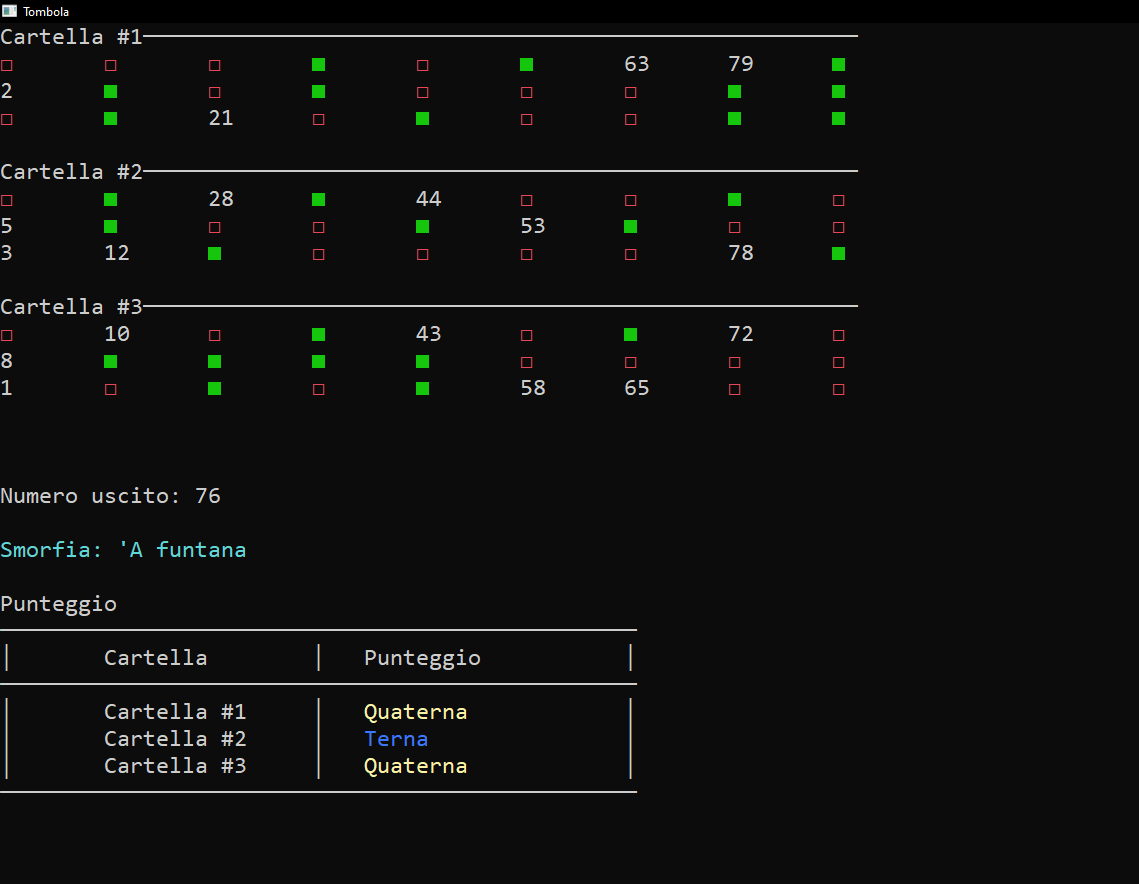 Tombola
Cartella #1
63 79
2
21
Cartella #2
28 44
5 53
3 12 78
Cartella #3
10 43 72
8
1 58 65
Numero uscito: 76
Smorfia: 'A funtana
Punteggio
Cartella Punteggio
Cartella #1 Quaterna
Cartella #2 Terna
Cartella #3 Quaterna